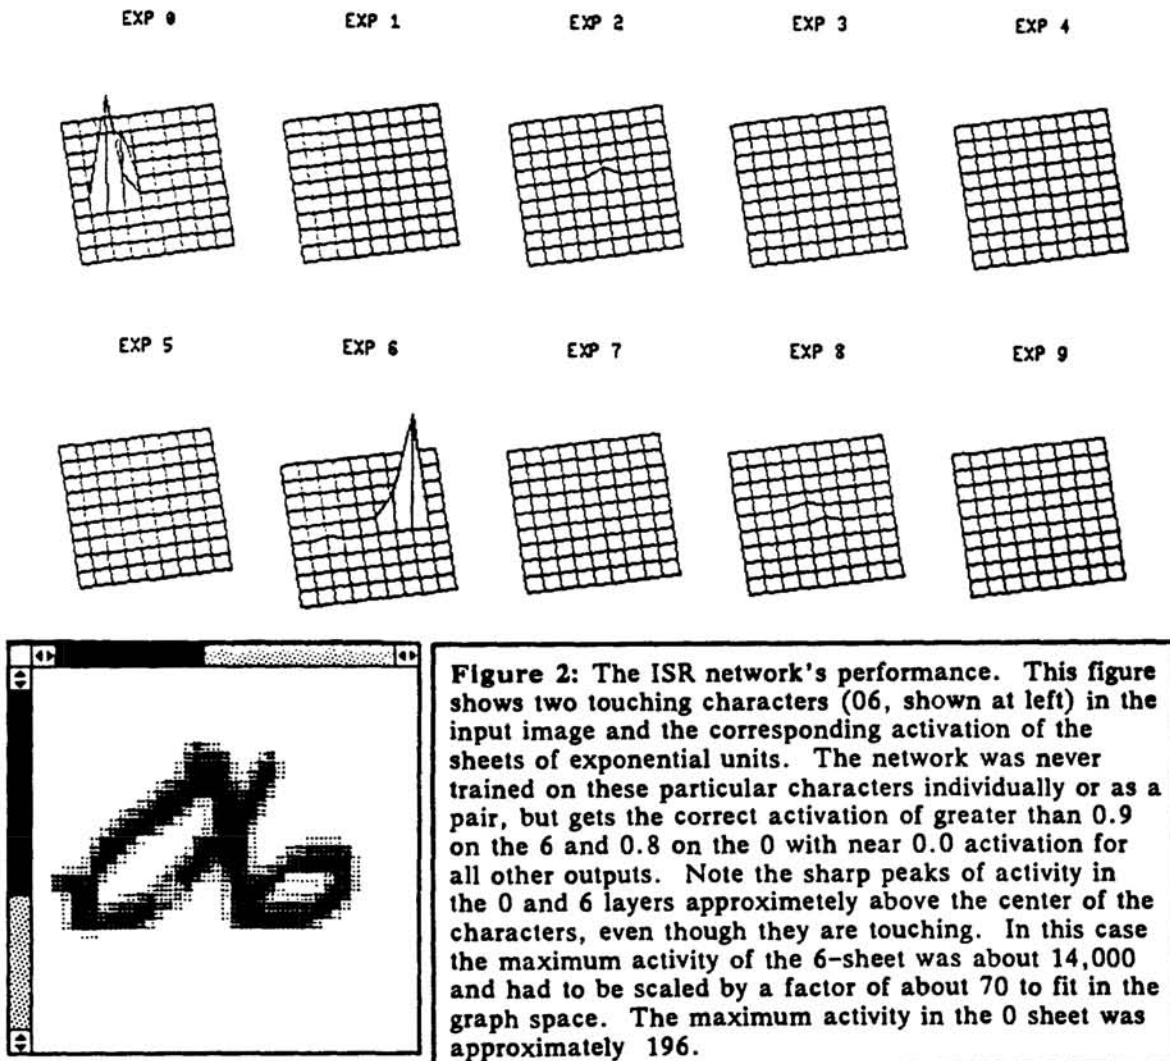 EXP 0 EXP 1 EXP 2 EXP 3 EXP 4
EXP 5 EXP 6 EXP 7 EXP 8 EXP 9
06
Figure 2: The ISR network's performance. This figure
shows two touching characters (06, shown at left) in the
input image and the corresponding activation of the
sheets of exponential units. The network was never
trained on these particular characters individually or as a
pair, but gets the correct activation of greater than 0.9
on the 6 and 0.8 on the 0 with near 0.0 activation for
all other outputs. Note the sharp peaks of activity in
the 0 and 6 layers approximetely above the center of the
characters, even though they are touching. In this case
the maximum activity of the 6-sheet was about 14,000
and had to be scaled by a factor of about 70 to fit in the
graph space. The maximum activity in the 0 sheet was
approximately 196.